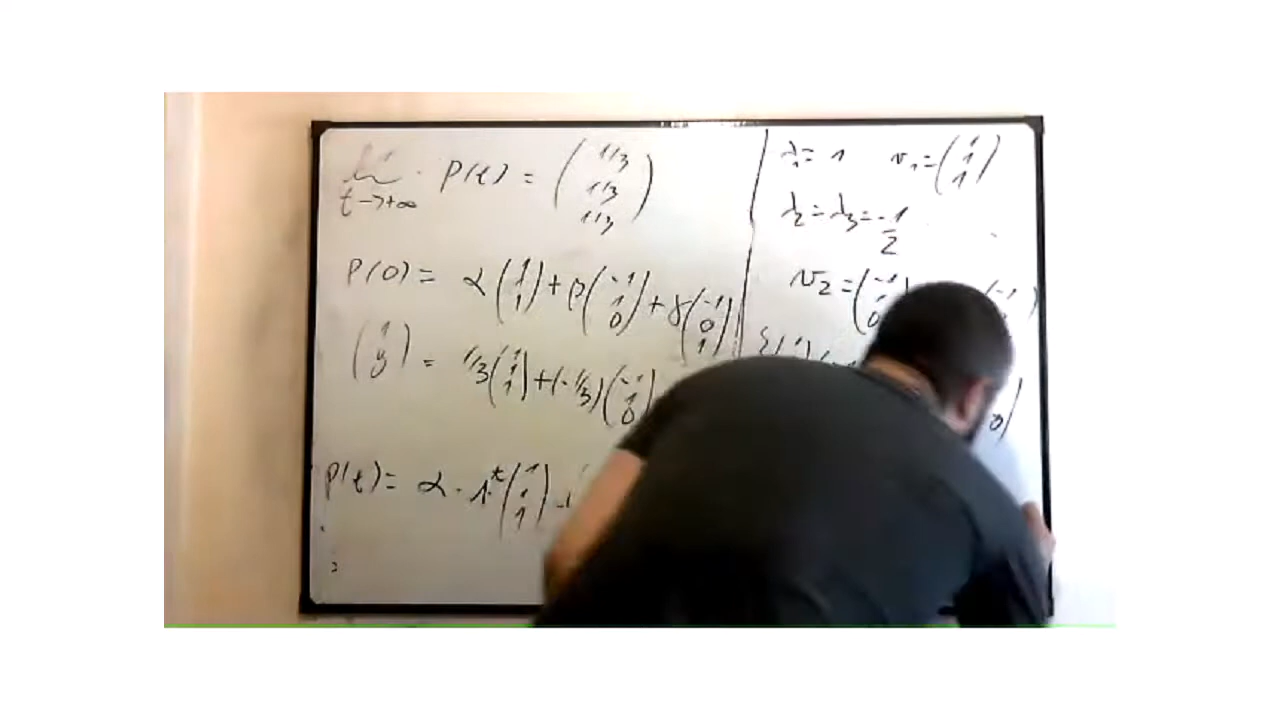 lim t→+∞ P(t) = (1/3 1/3 1/3)
P(0) = α (1 1 1) + β (-1 1 0) + γ (-1 0 1)
= 1/3 (1 1 1) + (-1/3) (-1 1 0)
P(t) = α · 1^t (1 1 1) +
λ₁ = 1 v₁ = (1 1 1)
λ₂ = λ₃ = -1/2
v₂ = (-1 1 0)